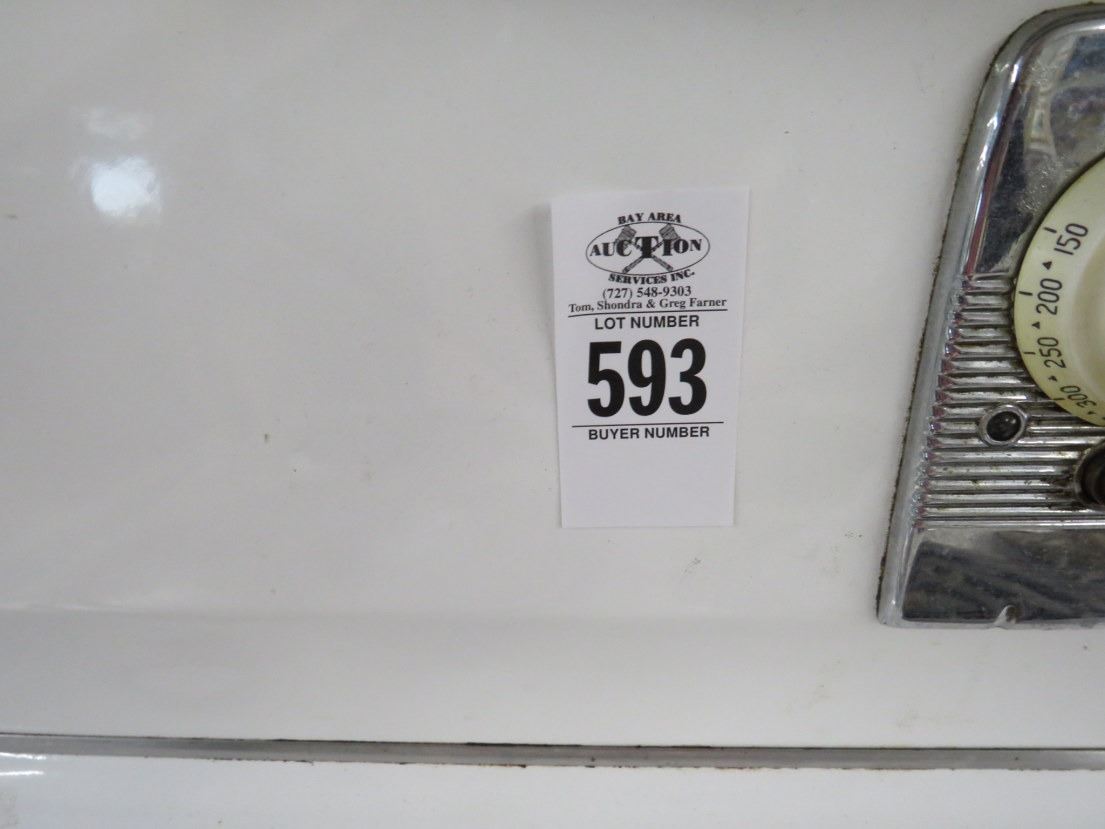 BAY AREA
AUCTION
SERVICES INC.
(727) 548-9303
Tom, Shondra & Greg Farner
LOT NUMBER
593
BUYER NUMBER
150
200
250
300